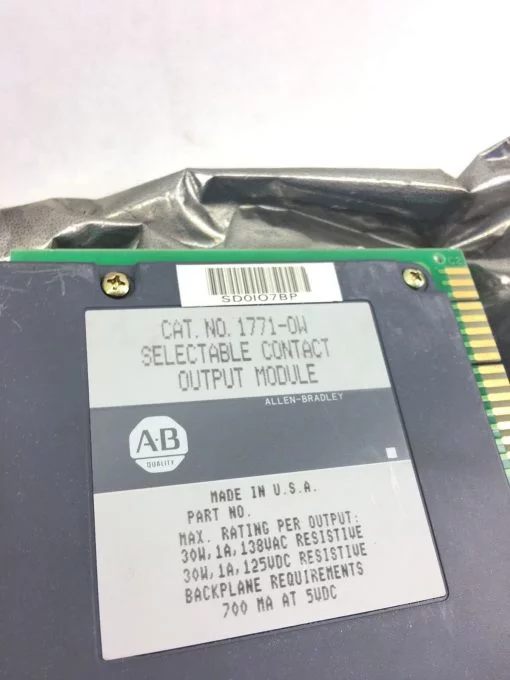 C2
SD0IO7BP
CAT. NO. 1771-OW
SELECTABLE CONTACT
OUTPUT MODULE
ALLEN-BRADLEY
A-B
QUALITY
MADE IN U.S.A.
PART NO.
MAX. RATING PER OUTPUT:
30W, 1A, 138VAC RESISTIVE
30W, 1A, 125VDC RESISTIVE
BACKPLANE REQUIREMENTS
700 MA AT 5VDC